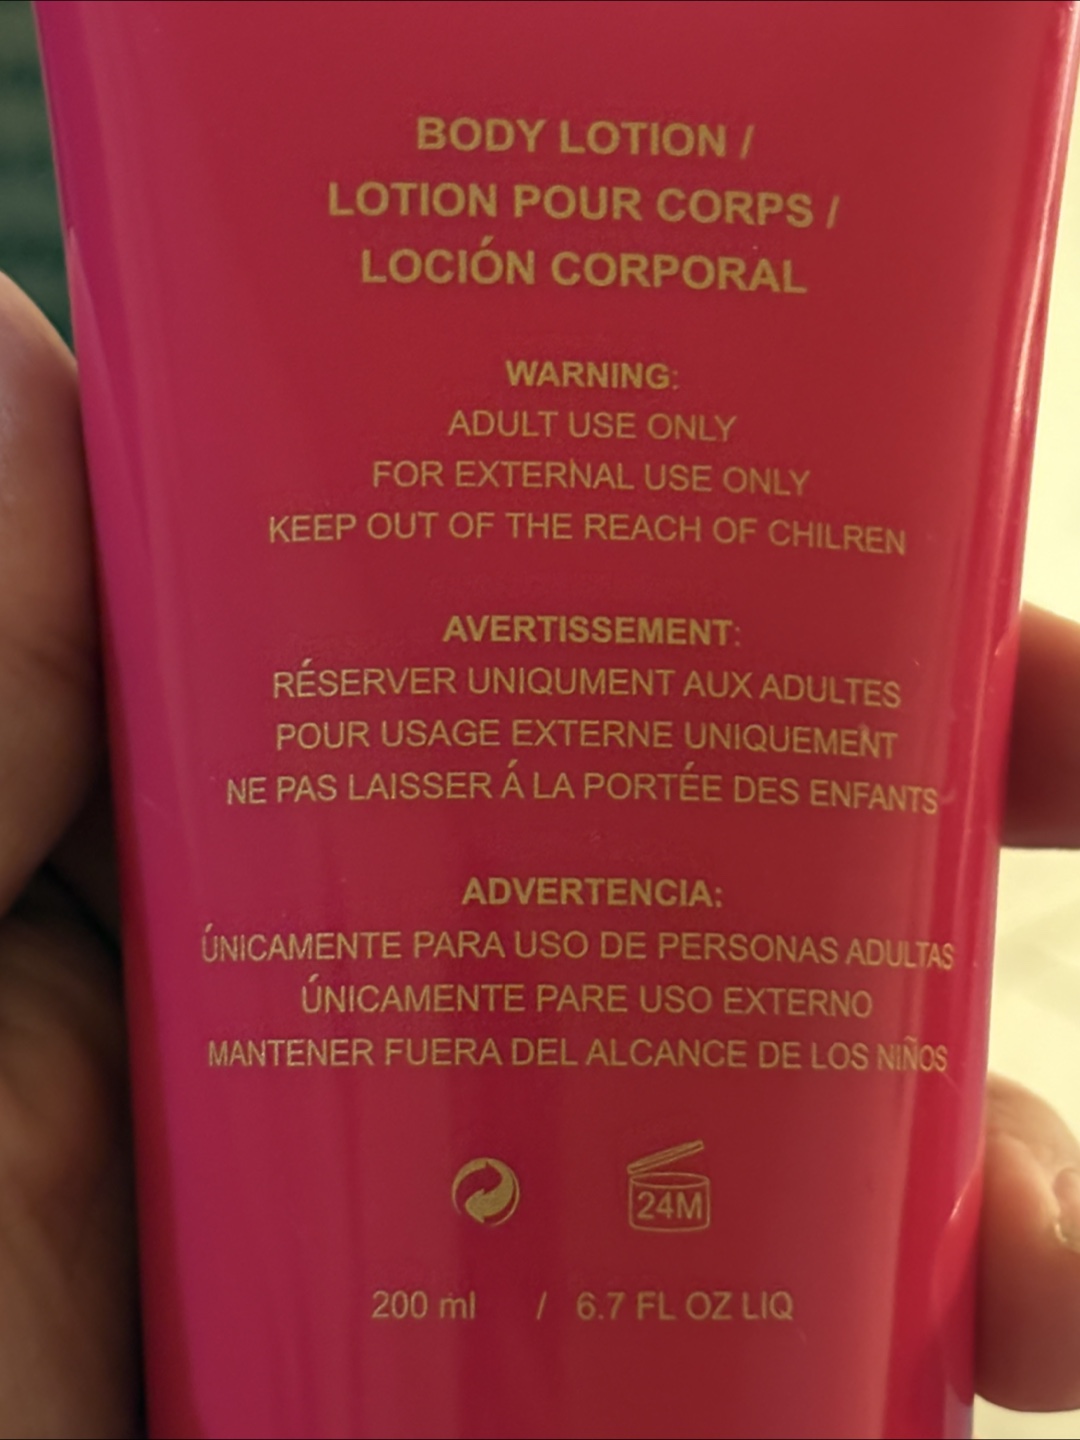 BODY LOTION /
LOTION POUR CORPS /
LOCIÓN CORPORAL
WARNING:
ADULT USE ONLY
FOR EXTERNAL USE ONLY
KEEP OUT OF THE REACH OF CHILREN
AVERTISSEMENT:
RÉSERVER UNIQUMENT AUX ADULTES
POUR USAGE EXTERNE UNIQUEMENT
NE PAS LAISSER Á LA PORTÉE DES ENFANTS
ADVERTENCIA:
ÚNICAMENTE PARA USO DE PERSONAS ADULTAS
ÚNICAMENTE PARE USO EXTERNO
MANTENER FUERA DEL ALCANCE DE LOS NIÑOS
24M
200 ml / 6.7 FL OZ LIQ